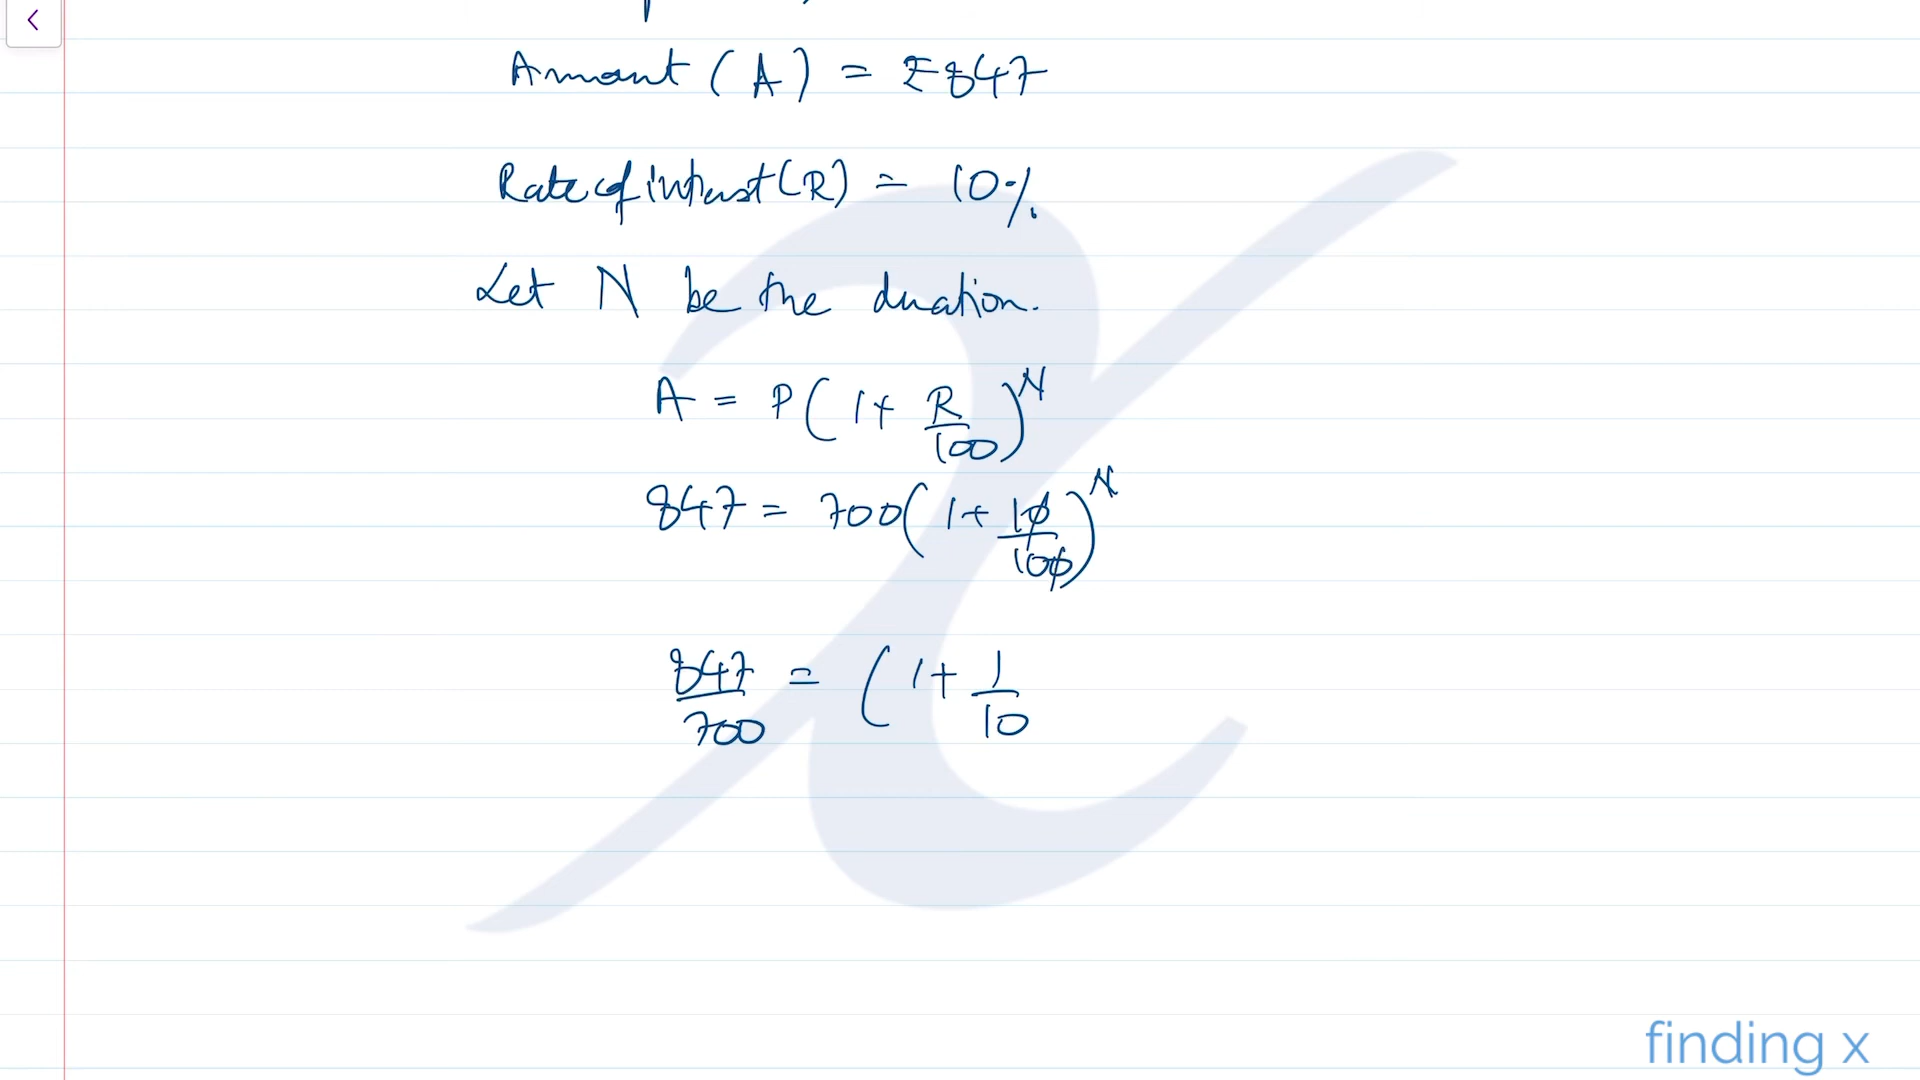 Amount (A) = ₹847
Rate of interest (R) = 10%
Let N be the duration.
A = P(1+ R/100)^N
847 = 700(1+ 10/100)^N
847/700 = (1+ 1/10
finding x